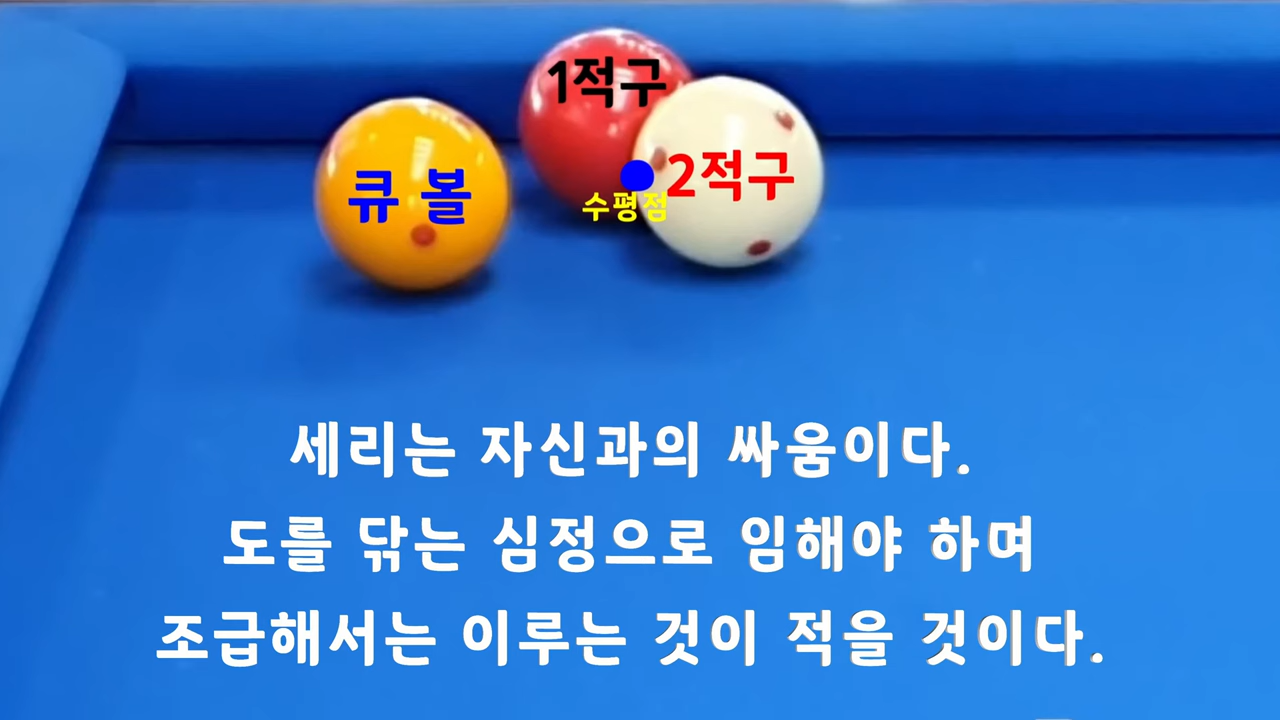 1적구
큐 볼
2적구
수평점
세리는 자신과의 싸움이다.
도를 닦는 심정으로 임해야 하며
조급해서는 이루는 것이 적을 것이다.